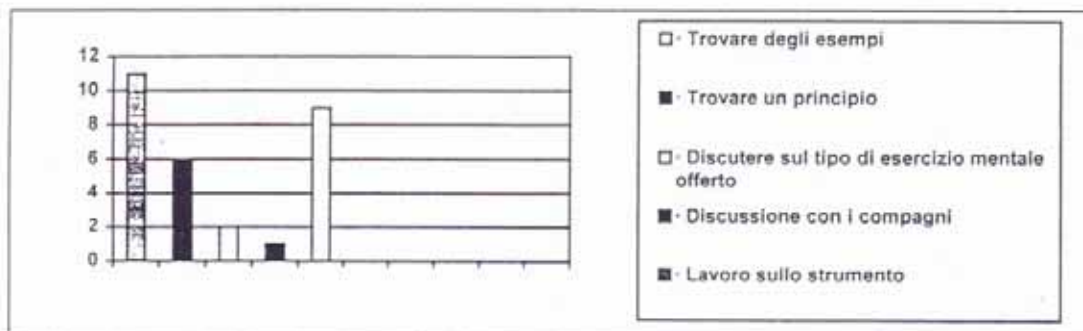 12
10
8
6
4
2
0
· Trovare degli esempi
· Trovare un principio
· Discutere sul tipo di esercizio mentale
offerto
· Discussione con i compagni
· Lavoro sullo strumento